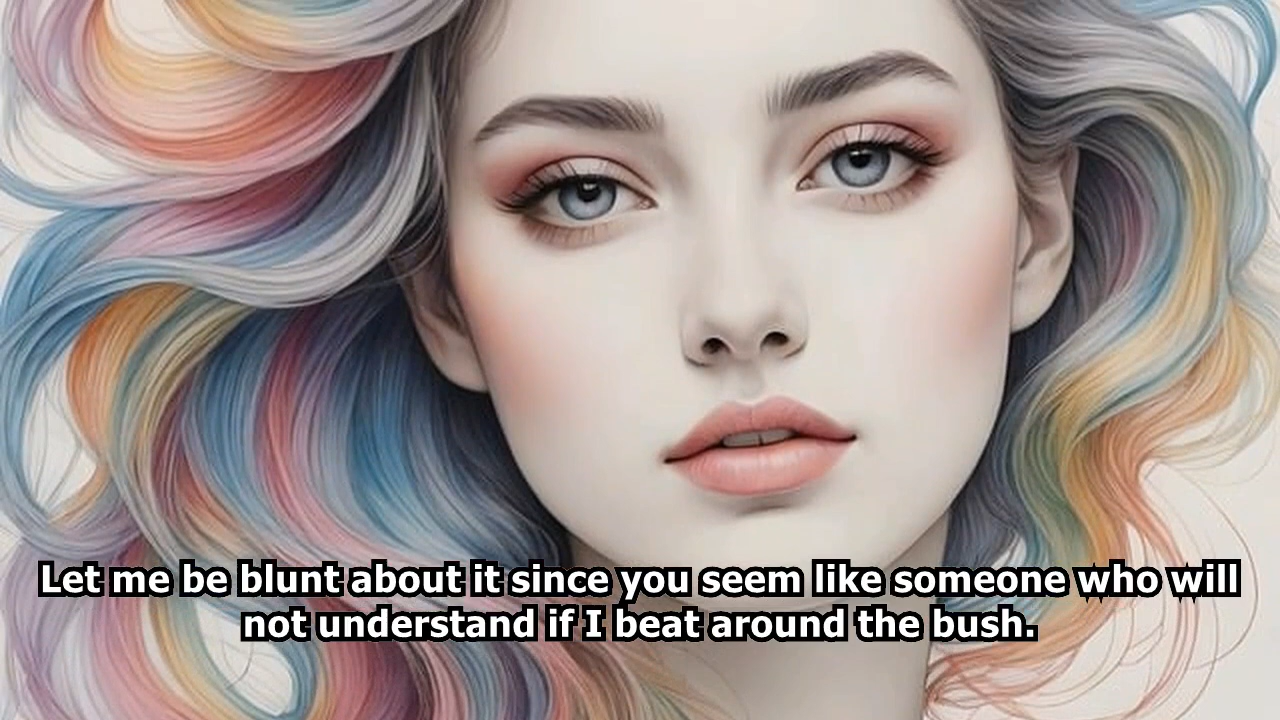 Let me be blunt about it since you seem like someone who will
not understand if I beat around the bush.